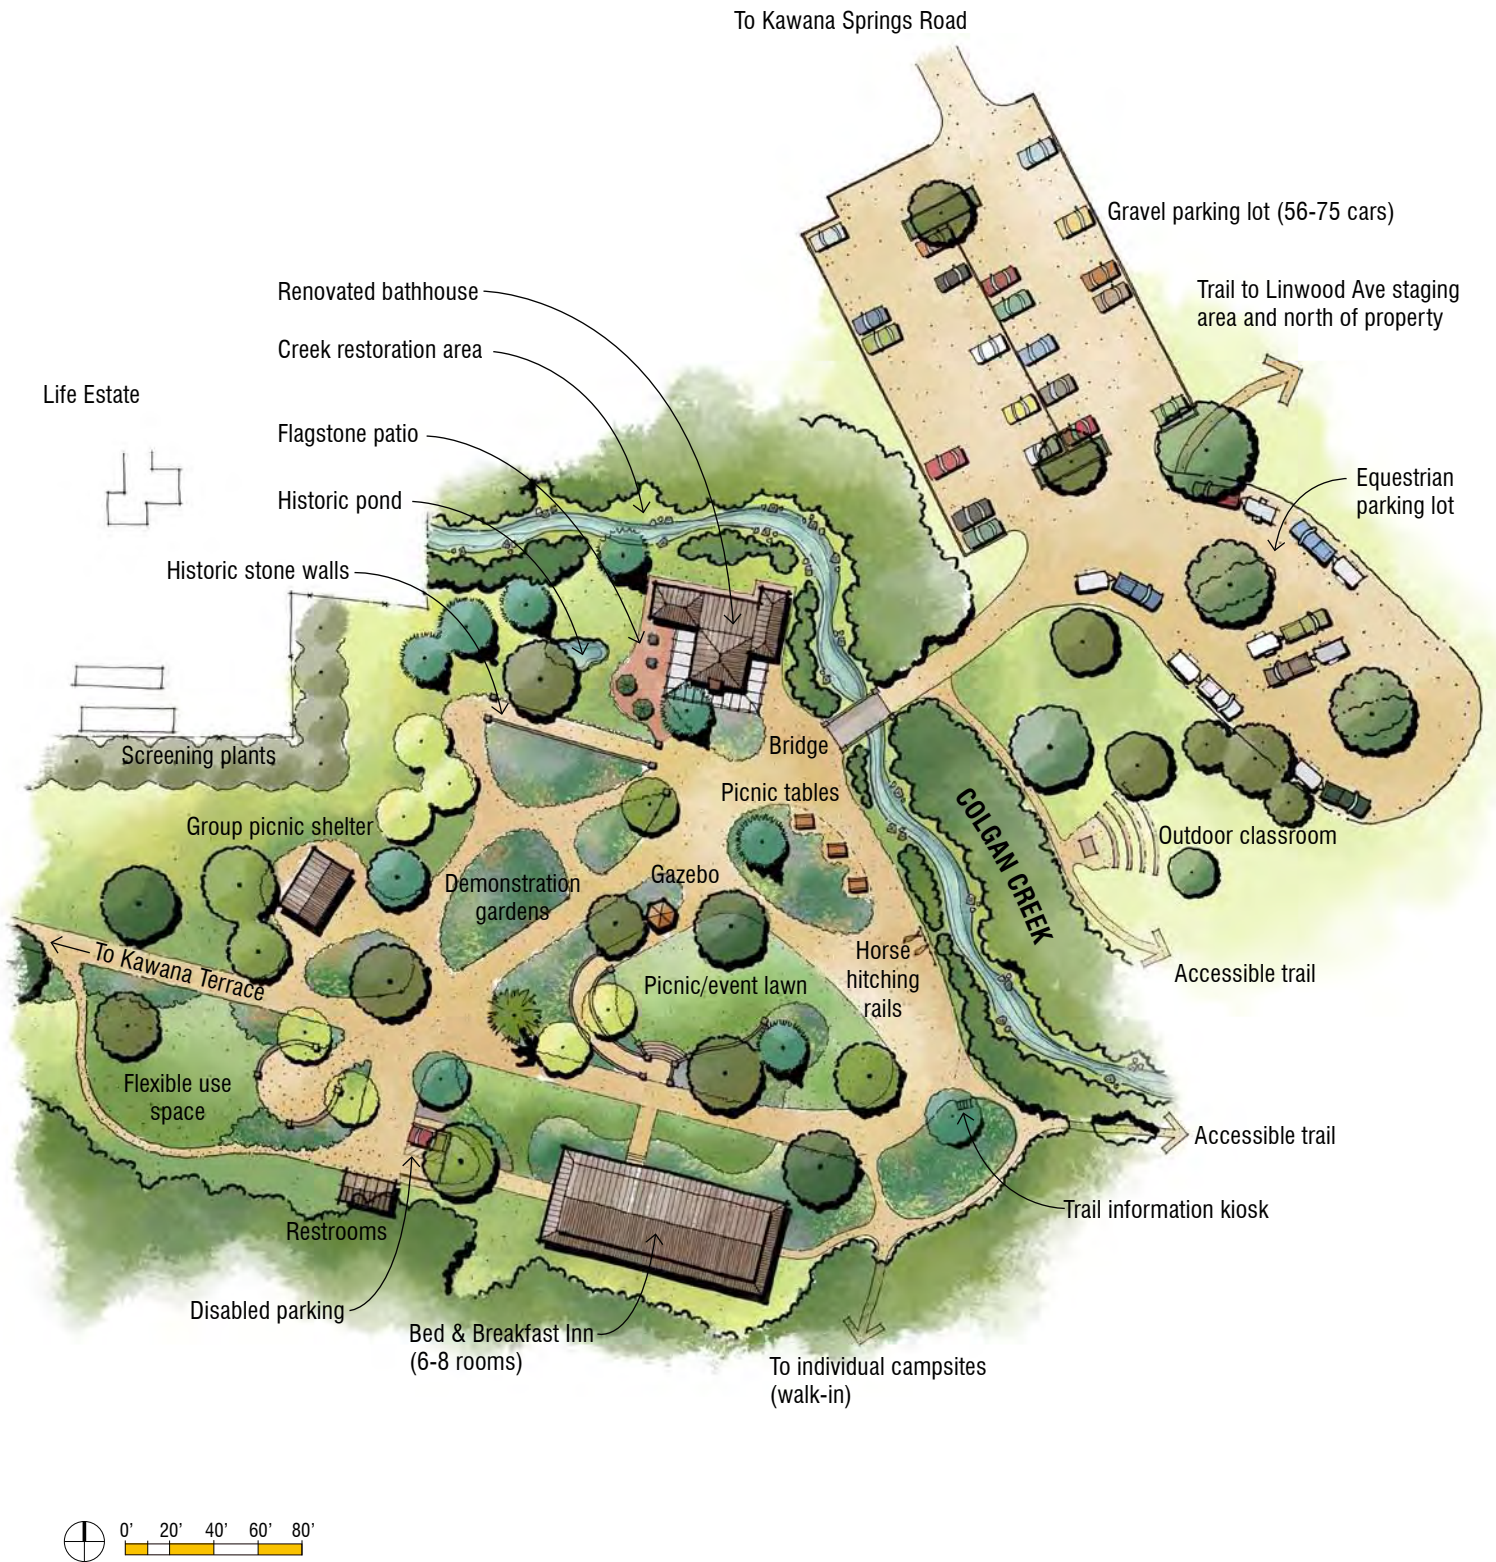 To Kawana Springs Road
Gravel parking lot (56-75 cars)
Trail to Linwood Ave staging
area and north of property
Renovated bathhouse
Creek restoration area
Life Estate
Flagstone patio
Equestrian
parking lot
Historic pond
Historic stone walls
Bridge
Screening plants
Picnic tables
Group picnic shelter
COLGAN CREEK
Outdoor classroom
Demonstration
gardens
Gazebo
Horse
hitching
rails
To Kawana Terrace
Picnic/event lawn
Accessible trail
Flexible use
space
Accessible trail
Trail information kiosk
Restrooms
Disabled parking
Bed & Breakfast Inn
(6-8 rooms)
To individual campsites
(walk-in)
0' 20' 40' 60' 80'